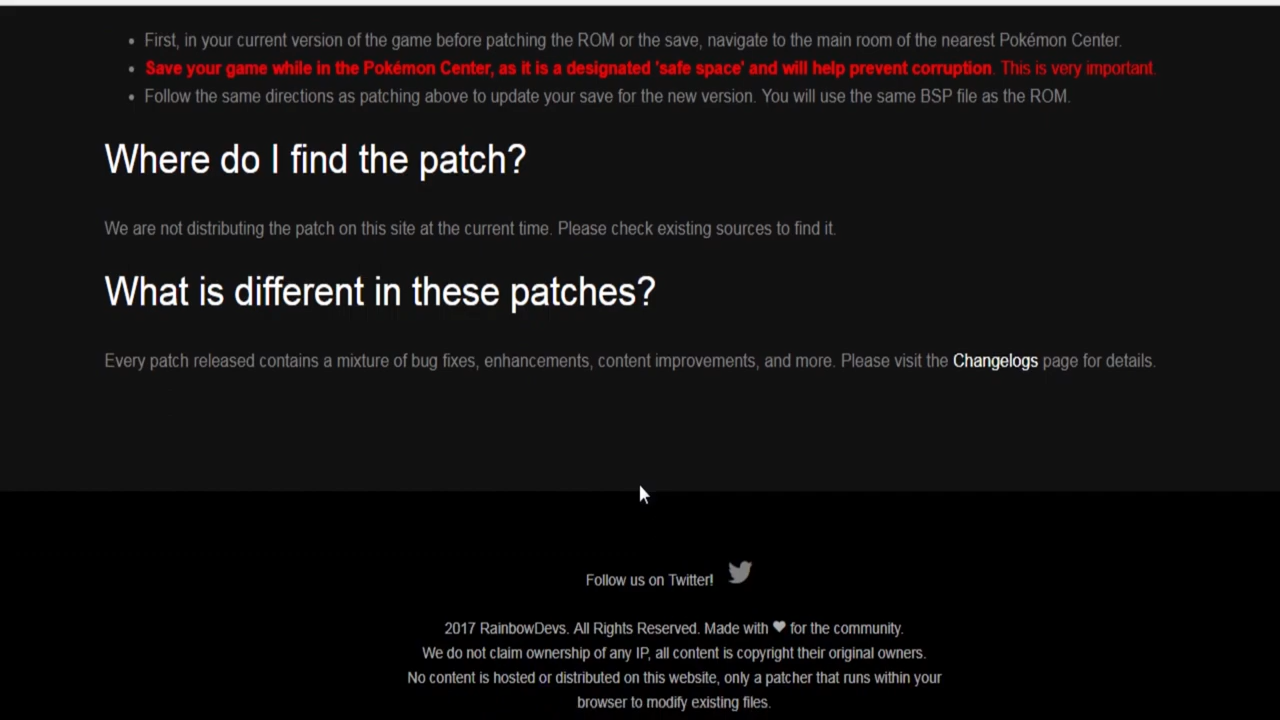 First, in your current version of the game before patching the ROM or the save, navigate to the main room of the nearest Pokémon Center.
Save your game while in the Pokémon Center, as it is a designated 'safe space' and will help prevent corruption. This is very important.
Follow the same directions as patching above to update your save for the new version. You will use the same BSP file as the ROM.
Where do I find the patch?
We are not distributing the patch on this site at the current time. Please check existing sources to find it.
What is different in these patches?
Every patch released contains a mixture of bug fixes, enhancements, content improvements, and more. Please visit the Changelogs page for details.
Follow us on Twitter!
2017 RainbowDevs. All Rights Reserved. Made with ❤ for the community.
We do not claim ownership of any IP, all content is copyright their original owners.
No content is hosted or distributed on this website, only a patcher that runs within your
browser to modify existing files.